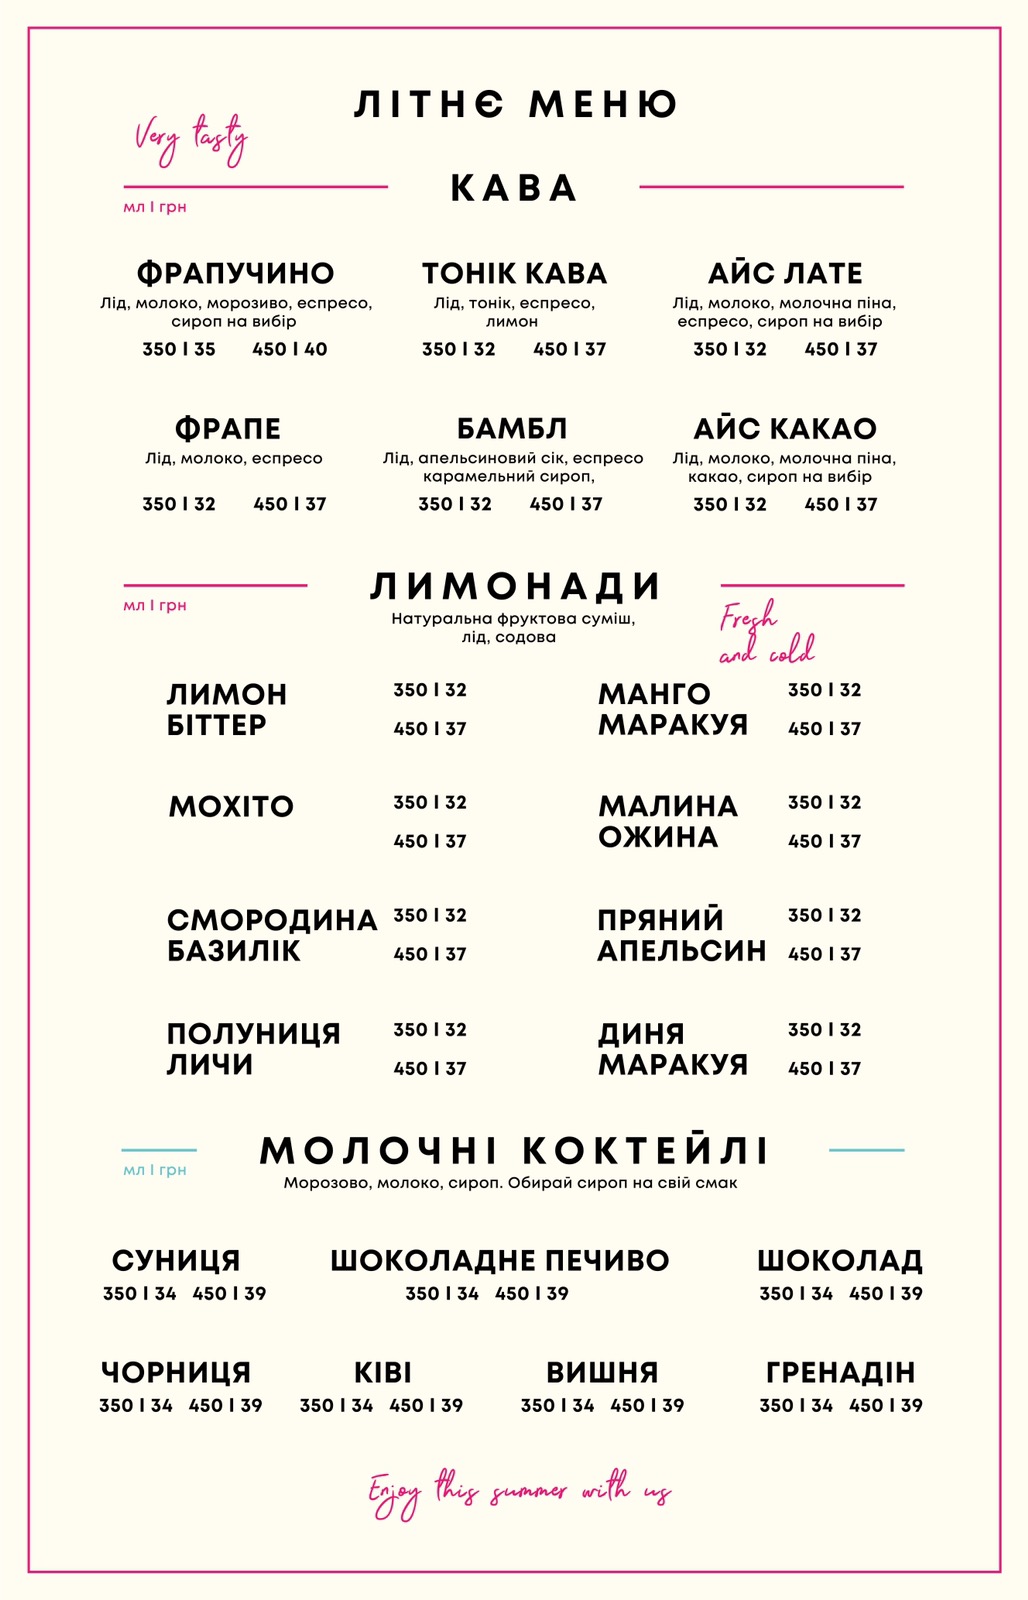 ЛІТНЄ МЕНЮ
Very tasty
КАВА
мл І грн
ФРАПУЧИНО
Лід, молоко, морозиво, еспресо,
сироп на вибір
350 І 35 450 І 40
ТОНІК КАВА
Лід, тонік, еспресо,
лимон
350 І 32 450 І 37
АЙС ЛАТЕ
Лід, молоко, молочна піна,
еспресо, сироп на вибір
350 І 32 450 І 37
ФРАПЕ
Лід, молоко, еспресо
350 І 32 450 І 37
БАМБЛ
Лід, апельсиновий сік, еспресо
карамельний сироп,
350 І 32 450 І 37
АЙС КАКАО
Лід, молоко, молочна піна,
какао, сироп на вибір
350 І 32 450 І 37
ЛИМОНАДИ
мл І грн
Натуральна фруктова суміш,
лід, содова
Fresh
and cold
ЛИМОН
БІТТЕР
350 І 32
450 І 37
МАНГО
МАРАКУЯ
350 І 32
450 І 37
МОХІТО
350 І 32
450 І 37
МАЛИНА
ОЖИНА
350 І 32
450 І 37
СМОРОДИНА
БАЗИЛІК
350 І 32
450 І 37
ПРЯНИЙ
АПЕЛЬСИН
350 І 32
450 І 37
ПОЛУНИЦЯ
ЛИЧИ
350 І 32
450 І 37
ДИНЯ
МАРАКУЯ
350 І 32
450 І 37
МОЛОЧНІ КОКТЕЙЛІ
мл І грн
Морозово, молоко, сироп. Обирай сироп на свій смак
СУНИЦЯ
350 І 34 450 І 39
ШОКОЛАДНЕ ПЕЧИВО
350 І 34 450 І 39
ШОКОЛАД
350 І 34 450 І 39
ЧОРНИЦЯ
350 І 34 450 І 39
КІВІ
350 І 34 450 І 39
ВИШНЯ
350 І 34 450 І 39
ГРЕНАДІН
350 І 34 450 І 39
Enjoy this summer with us